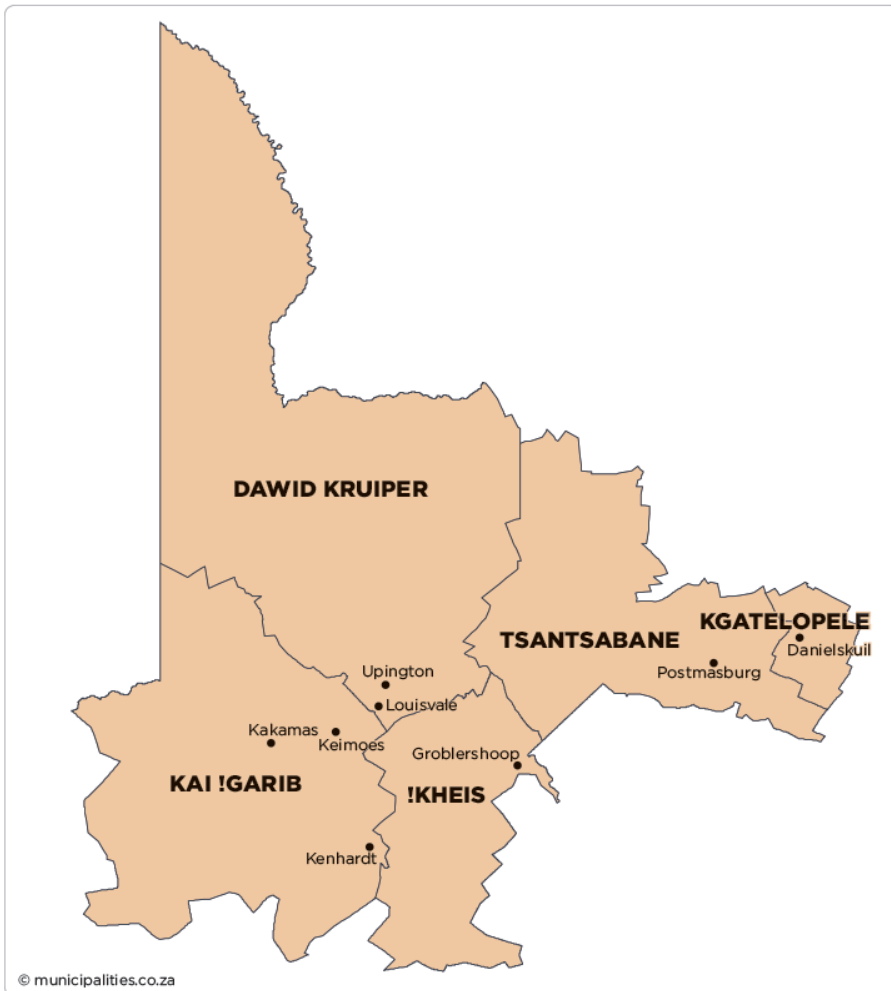 DAWID KRUIPER
KGATELOPELE
TSANTSABANE
Danielskuil
Upington
Postmasburg
Louisvale
Kakamas
Keimoes
Groblershoop
KAI !GARIB
!KHEIS
Kenhardt
© municipalities.co.za